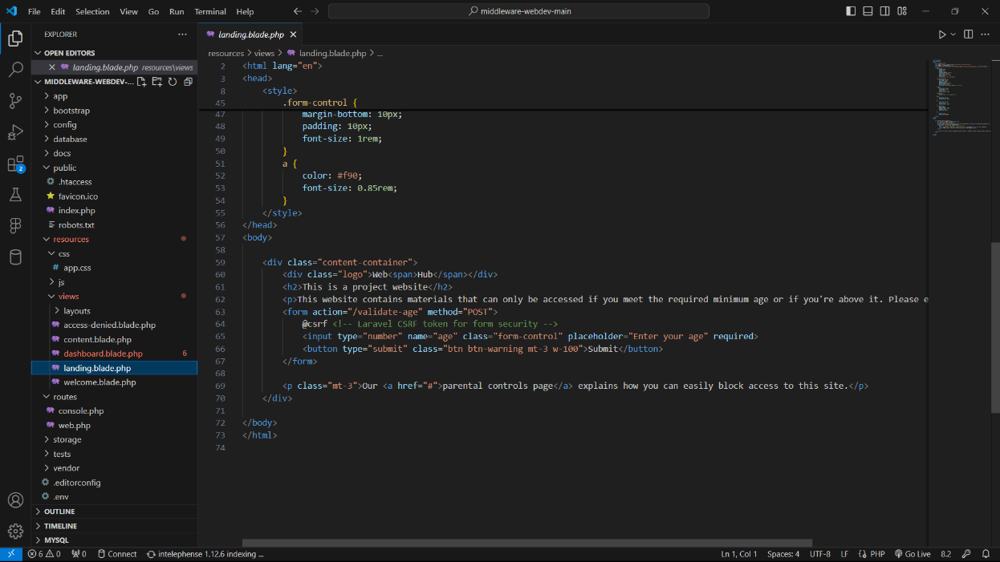 File Edit Selection View Go Run Terminal Help
middleware-webdev-main
EXPLORER
OPEN EDITORS
landing.blade.php resources\views
MIDDLEWARE-WEBDEV-...
app
bootstrap
config
database
docs
public
.htaccess
favicon.ico
index.php
robots.txt
resources
css
# app.css
js
views
layouts
access-denied.blade.php
content.blade.php
dashboard.blade.php 6
landing.blade.php
welcome.blade.php
routes
console.php
web.php
storage
tests
vendor
.editorconfig
.env
OUTLINE
TIMELINE
MYSQL
2
landing.blade.php
resources > views > landing.blade.php > ...
2 <html lang="en">
3 <head>
8 <style>
45 .form-control {
47 margin-bottom: 10px;
48 padding: 10px;
49 font-size: 1rem;
50 }
51 a {
52 color: #f90;
53 font-size: 0.85rem;
54 }
55 </style>
56 </head>
57 <body>
58
59 <div class="content-container">
60 <div class="logo">Web<span>Hub</span></div>
61 <h2>This is a project website</h2>
62 <p>This website contains materials that can only be accessed if you meet the required minimum age or if you're above it. Please e
63 <form action="/validate-age" method="POST">
64 @csrf <!-- Laravel CSRF token for form security -->
65 <input type="number" name="age" class="form-control" placeholder="Enter your age" required>
66 <button type="submit" class="btn btn-warning mt-3 w-100">Submit</button>
67 </form>
68
69 <p class="mt-3">Our <a href="#">parental controls page</a> explains how you can easily block access to this site.</p>
70 </div>
71
72 </body>
73 </html>
74
6 0 0 Connect intelephense 1.12.6 indexing ... Ln 1, Col 1 Spaces: 4 UTF-8 LF PHP Go Live 8.2